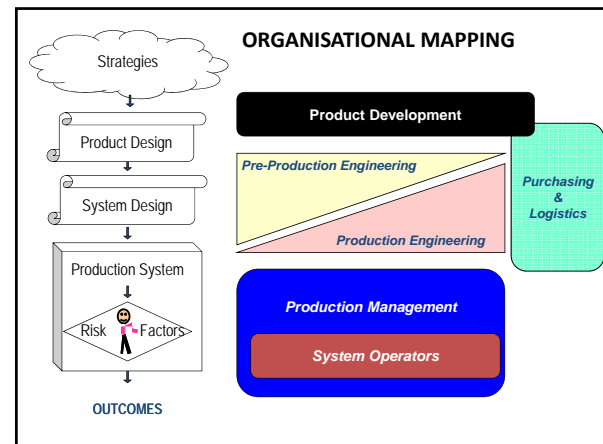 ORGANISATIONAL MAPPING
Strategies
Product Design
System Design
Production System
Risk Factors
OUTCOMES
Product Development
Pre-Production Engineering
Production Engineering
Purchasing
&
Logistics
Production Management
System Operators